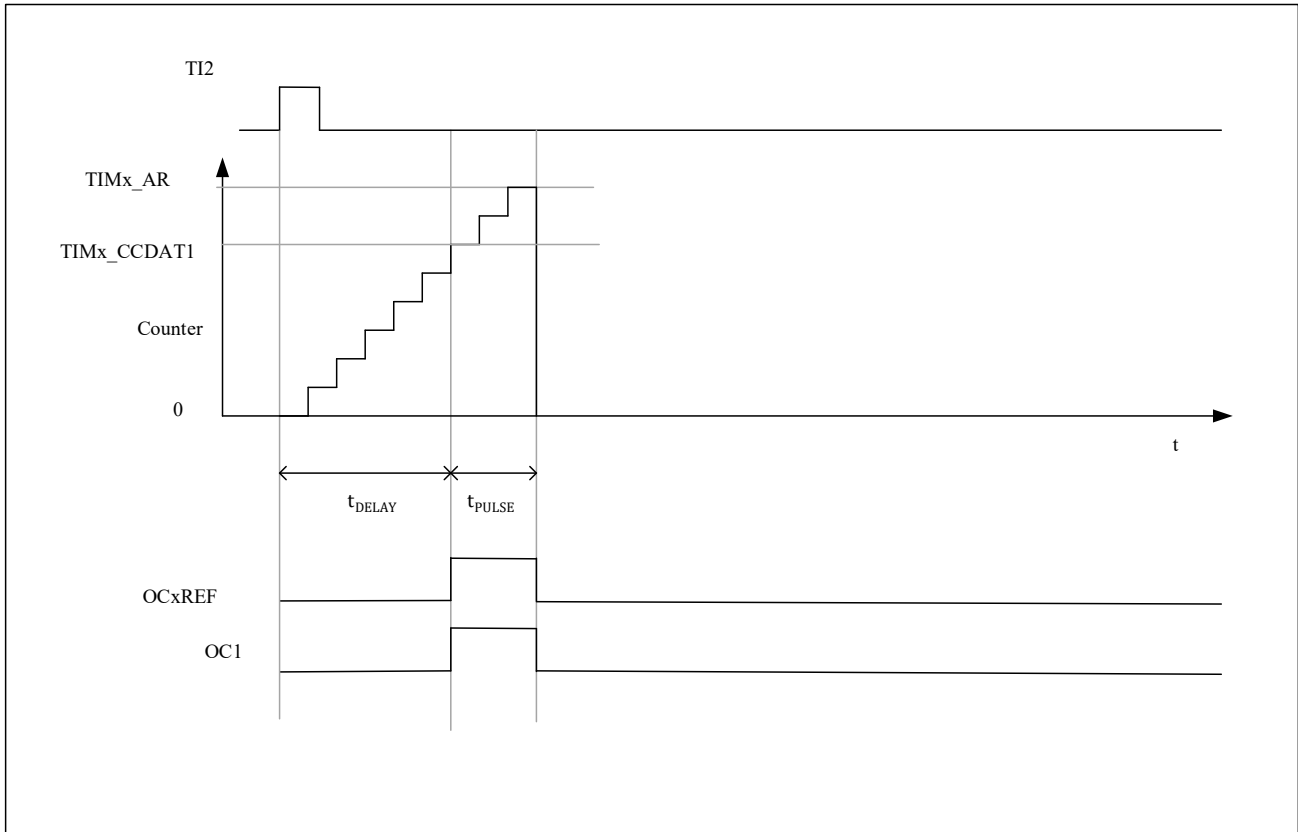 TI2
TIMx_AR
TIMx_CCDAT1
Counter
0
t
tDELAY
tPULSE
OCxREF
OC1